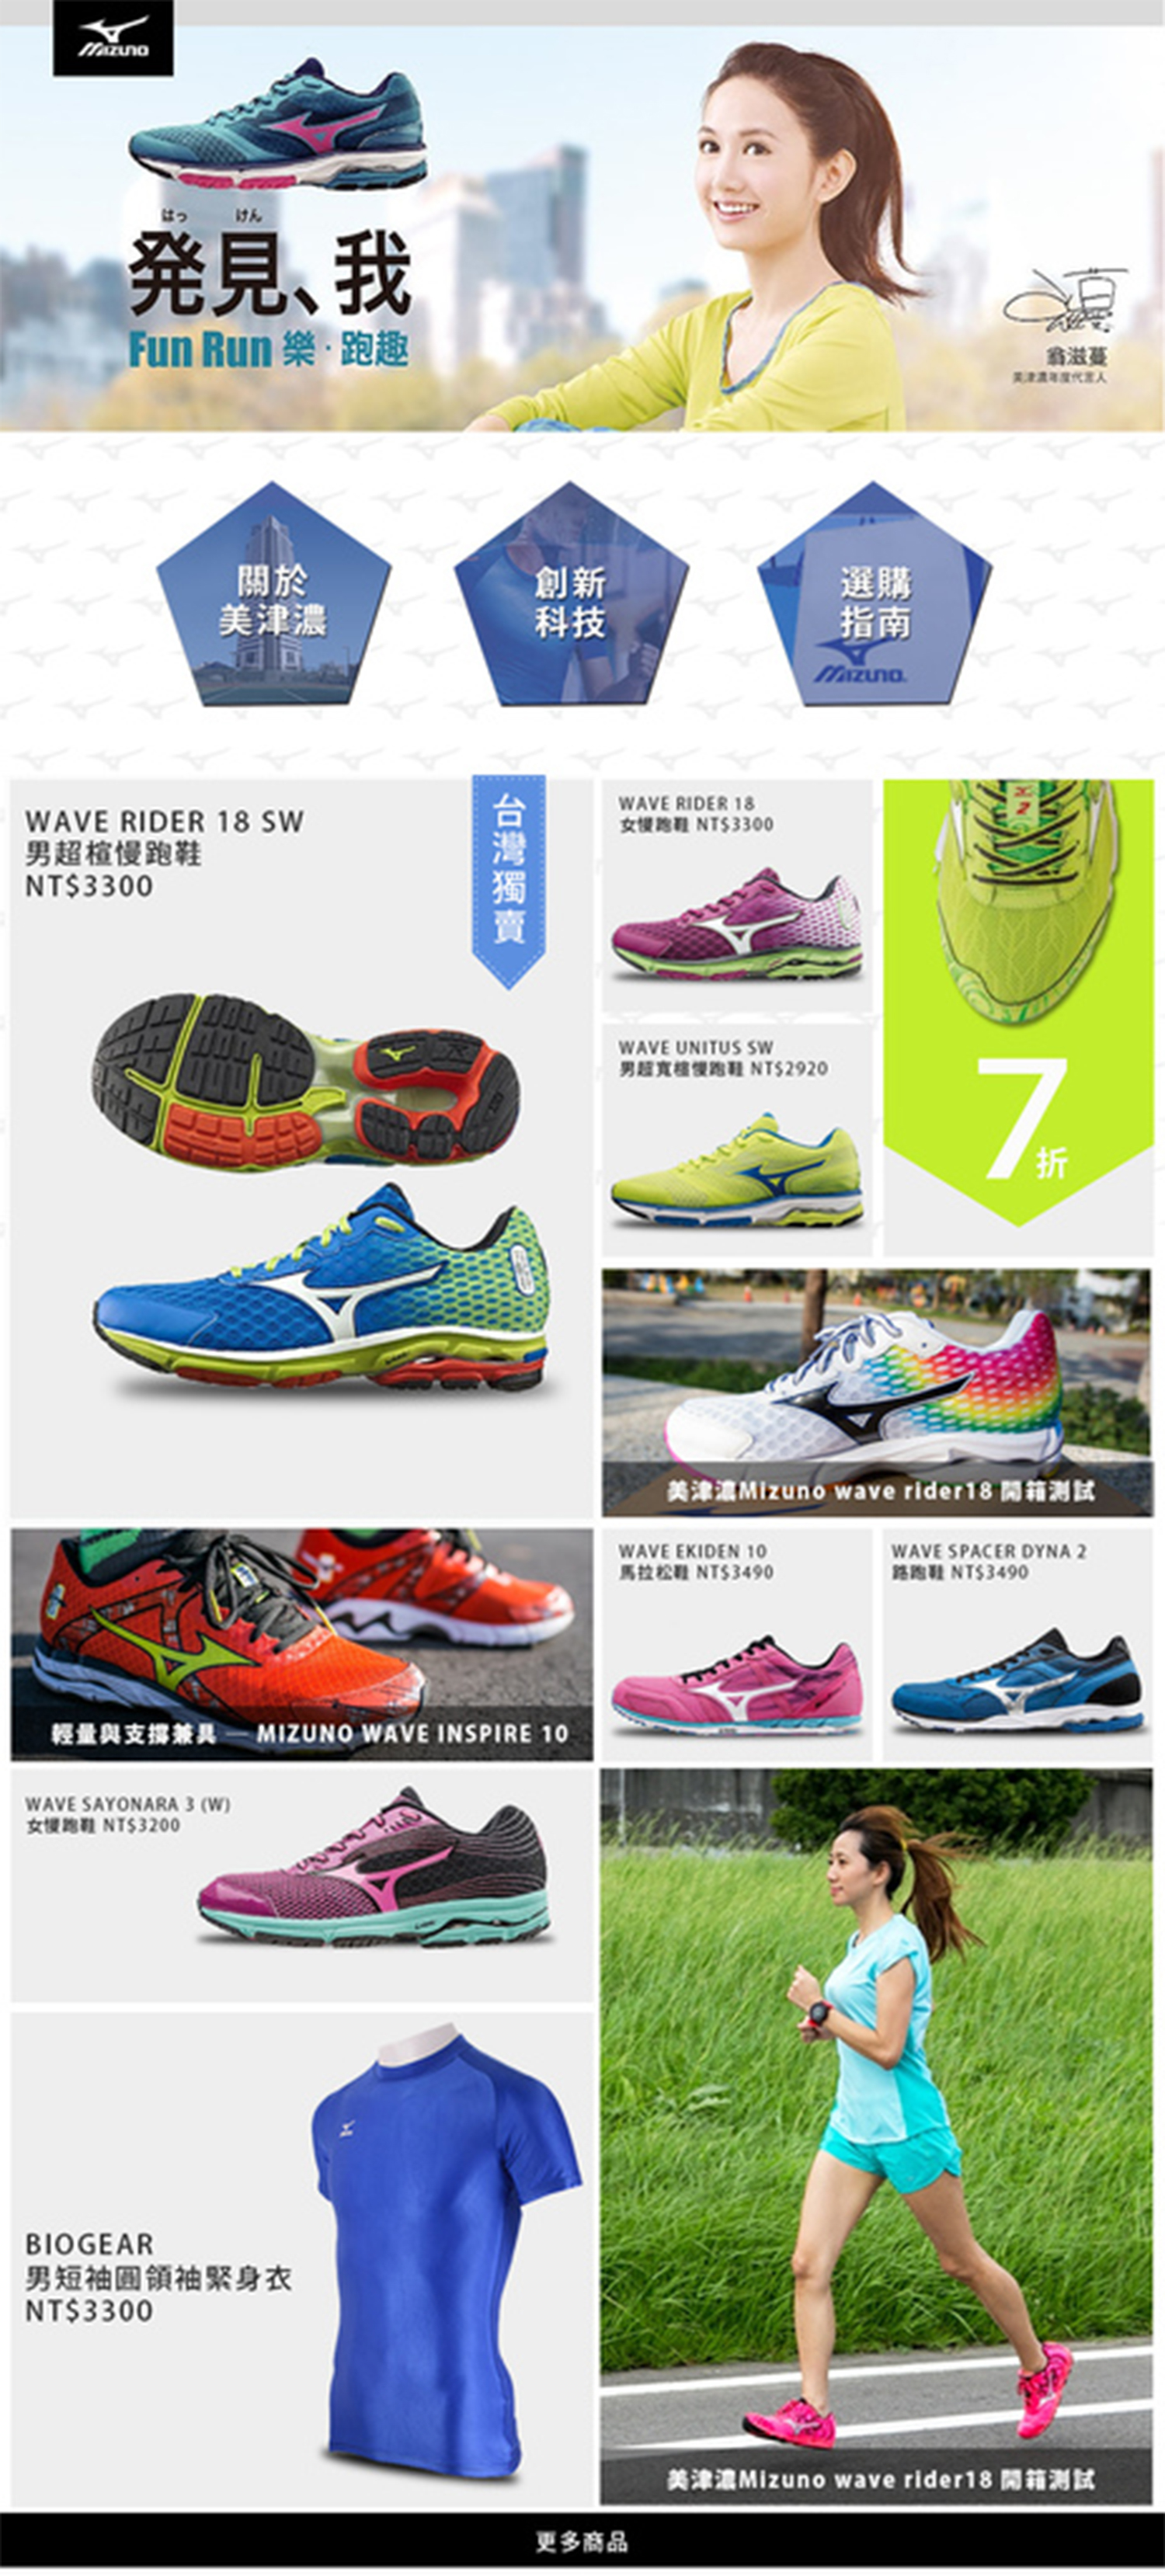 MIZUNO
はっ けん
発見、我
Fun Run 樂·跑趣
翁滋蔓
美津濃年度代言人
關於
美津濃
創新
科技
選購
指南
MIZUNO
WAVE RIDER 18 SW
男超楦慢跑鞋
NT$3300
台灣獨賣
WAVE RIDER 18
女慢跑鞋 NT$3300
WAVE UNITUS SW
男超寬楦慢跑鞋 NT$2920
7折
美津濃Mizuno wave rider18 開箱測試
輕量與支撐兼具 — MIZUNO WAVE INSPIRE 10
WAVE EKIDEN 10
馬拉松鞋 NT$3490
WAVE SPACER DYNA 2
路跑鞋 NT$3490
WAVE SAYONARA 3 (W)
女慢跑鞋 NT$3200
BIOGEAR
男短袖圓領袖緊身衣
NT$3300
美津濃Mizuno wave rider18 開箱測試
更多商品